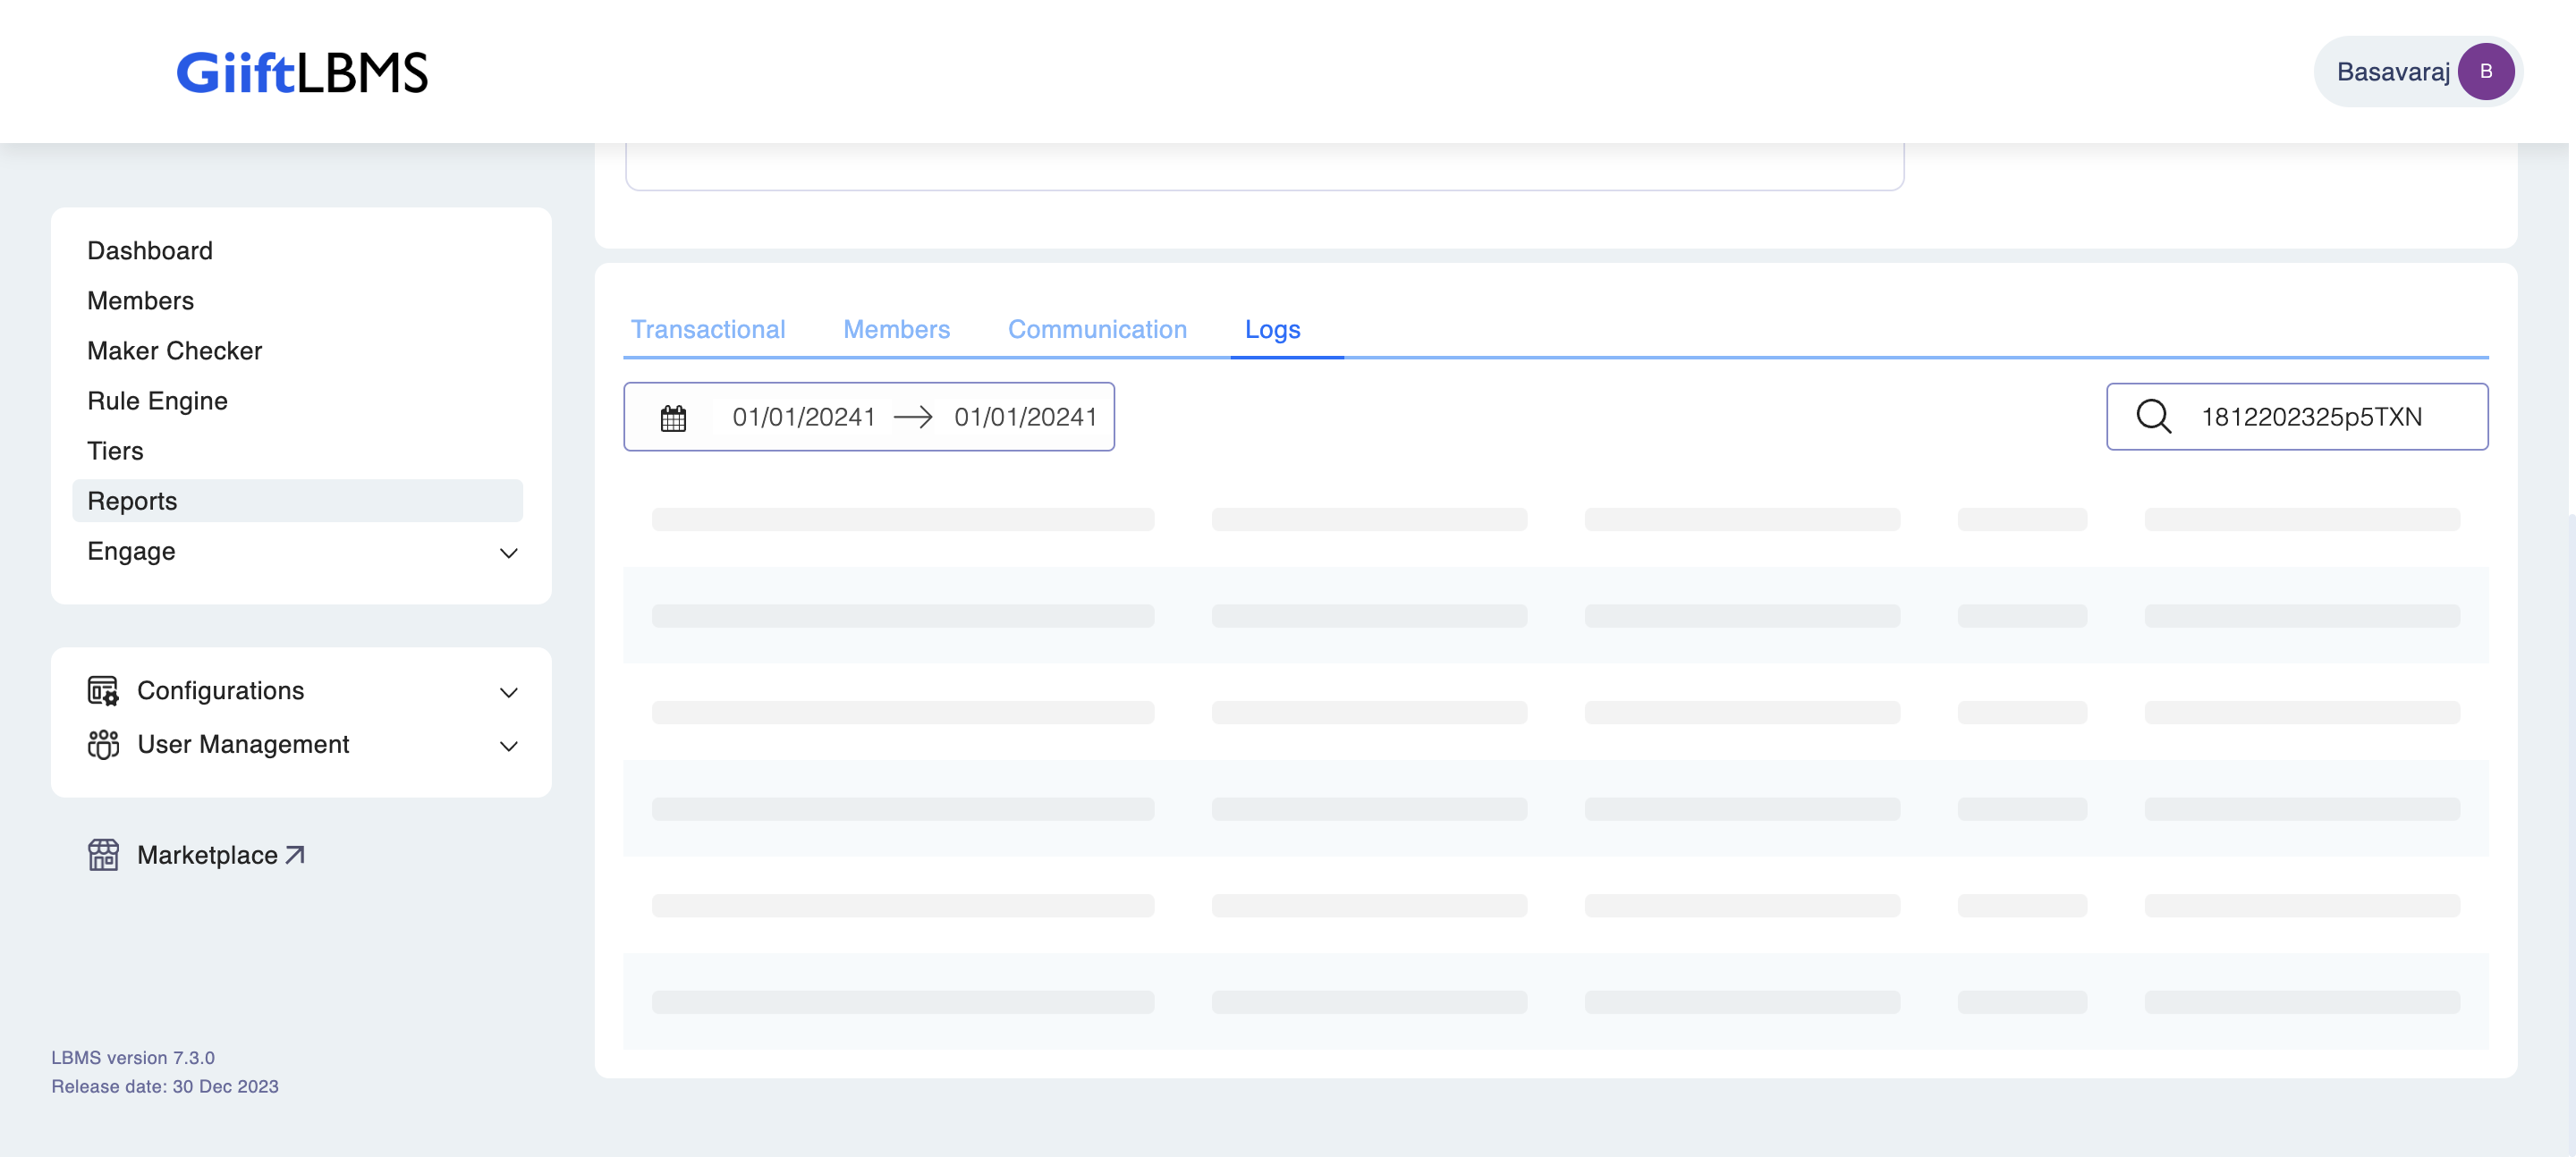 GiiftLBMS
Basavaraj B
Dashboard
Members
Maker Checker
Rule Engine
Tiers
Reports
Engage
Configurations
User Management
Marketplace
LBMS version 7.3.0
Release date: 30 Dec 2023
Transactional Members Communication Logs
01/01/20241 01/01/20241 1812202325p5TXN